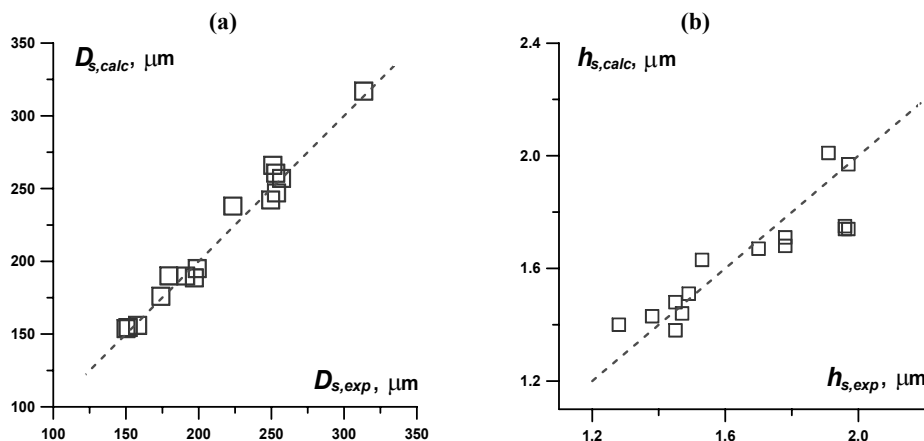 (a)
(b)
350
300
250
200
150
100
D_s,calc, μm
D_s,exp, μm
100 150 200 250 300 350
2.4
2.0
1.6
1.2
h_s,calc, μm
h_s,exp, μm
1.2 1.6 2.0